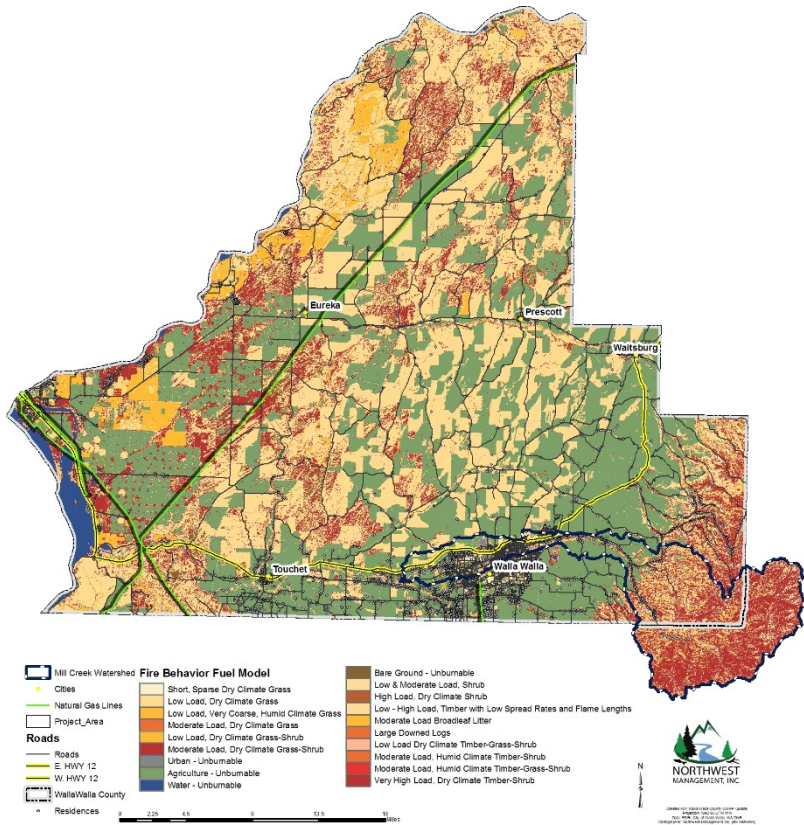 Eureka
Prescott
Waitsburg
Touchet
Walla Walla
Mill Creek Watershed
Cities
Natural Gas Lines
Project_Area
Roads
Roads
E. HWY 12
W. HWY 12
WallaWalla County
Residences
Fire Behavior Fuel Model
Short, Sparse Dry Climate Grass
Low Load, Dry Climate Grass
Low Load, Very Coarse, Humid Climate Grass
Moderate Load, Dry Climate Grass
Low Load, Dry Climate Grass-Shrub
Moderate Load, Dry Climate Grass-Shrub
Urban - Unburnable
Agriculture - Unburnable
Water - Unburnable
Bare Ground - Unburnable
Low & Moderate Load, Shrub
High Load, Dry Climate Shrub
Low - High Load, Timber with Low Spread Rates and Flame Lengths
Moderate Load Broadleaf Litter
Large Downed Logs
Low Load Dry Climate Timber-Grass-Shrub
Moderate Load, Humid Climate Timber-Shrub
Moderate Load, Humid Climate Timber-Grass-Shrub
Very High Load, Dry Climate Timber-Shrub
0 2.25 4.5 9 13.5 18
Miles
N
NORTHWEST
MANAGEMENT, INC